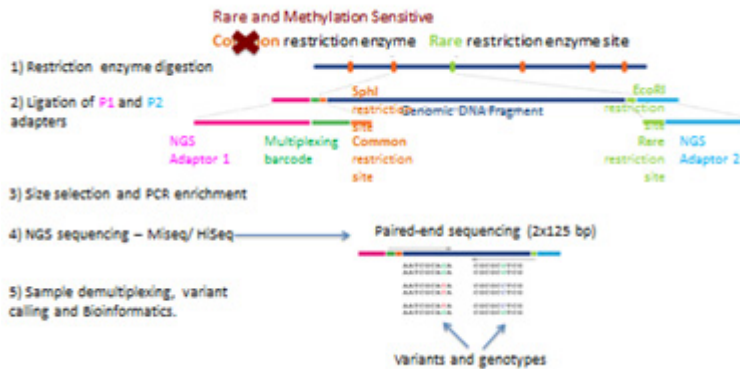 Rare and Methylation Sensitive
Common restriction enzyme Rare restriction enzyme site
1) Restriction enzyme digestion
2) Ligation of P1 and P2
adapters
SphI
restriction
site
Genomic DNA Fragment
EcoRI
restriction
site
NGS
Adaptor 1
Multiplexing
barcode
Common
restriction
site
Rare
restriction
site
NGS
Adaptor 2
3) Size selection and PCR enrichment
4) NGS sequencing – Miseq/ HiSeq
Paired-end sequencing (2x125 bp)
5) Sample demultiplexing, variant
calling and Bioinformatics.
Variants and genotypes